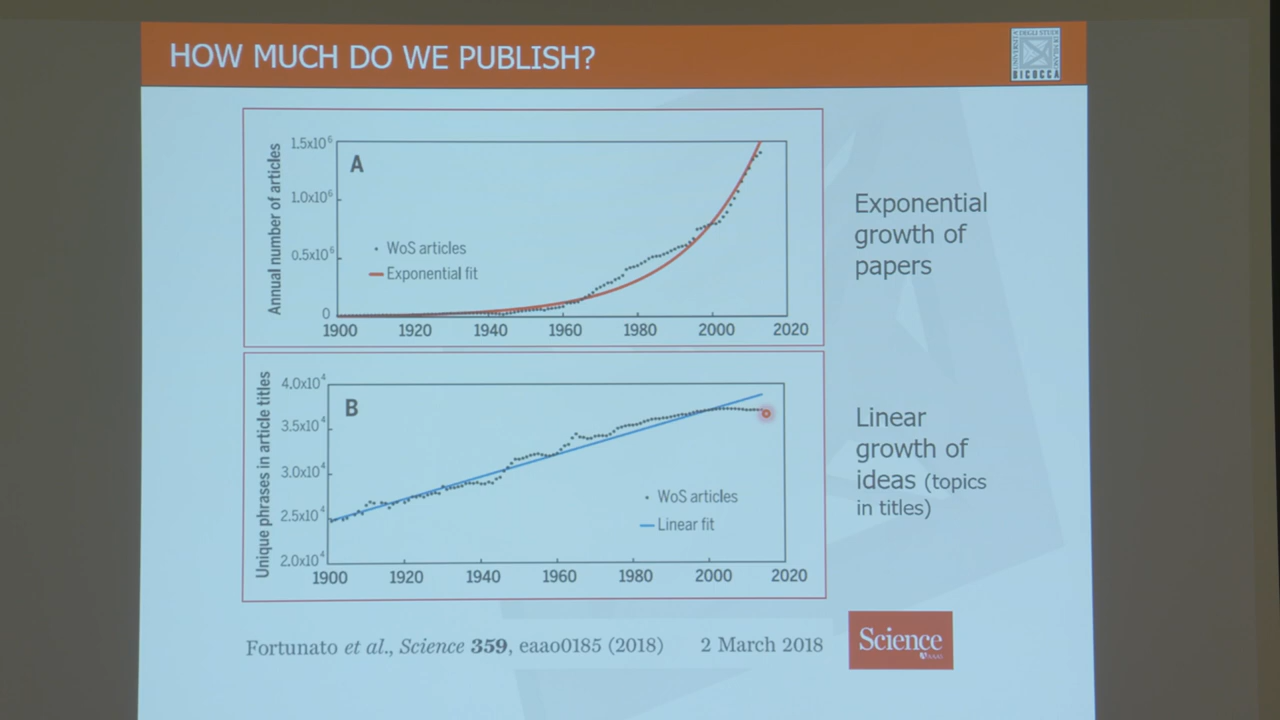 HOW MUCH DO WE PUBLISH?
BICOCCA
Annual number of articles
1.5x10⁶
1.0x10⁶
0.5x10⁶
0
A
WoS articles
Exponential fit
1900 1920 1940 1960 1980 2000 2020
Exponential
growth of
papers
Unique phrases in article titles
4.0x10⁴
3.5x10⁴
3.0x10⁴
2.5x10⁴
2.0x10⁴
B
WoS articles
Linear fit
1900 1920 1940 1960 1980 2000 2020
Linear
growth of
ideas (topics
in titles)
Fortunato et al., Science 359, eaao0185 (2018) 2 March 2018
Science
AAAS